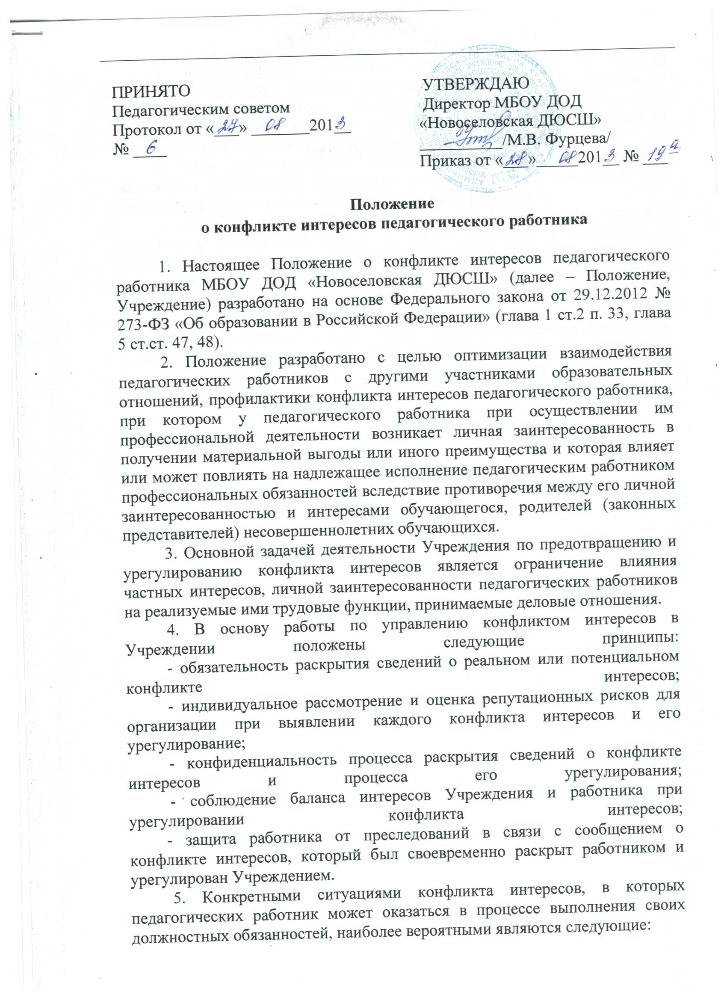 ПРИНЯТО
Педагогическим советом
Протокол от «27» 08 2013
№ 6
УТВЕРЖДАЮ
Директор МБОУ ДОД
«Новоселовская ДЮСШ»
/М.В. Фурцева/
Приказ от «28» 08 2013 № 19а
Положение
о конфликте интересов педагогического работника
1. Настоящее Положение о конфликте интересов педагогического
работника МБОУ ДОД «Новоселовская ДЮСШ» (далее – Положение,
Учреждение) разработано на основе Федерального закона от 29.12.2012 №
273-ФЗ «Об образовании в Российской Федерации» (глава 1 ст.2 п. 33, глава
5 ст.ст. 47, 48).
2. Положение разработано с целью оптимизации взаимодействия
педагогических работников с другими участниками образовательных
отношений, профилактики конфликта интересов педагогического работника,
при котором у педагогического работника при осуществлении им
профессиональной деятельности возникает личная заинтересованность в
получении материальной выгоды или иного преимущества и которая влияет
или может повлиять на надлежащее исполнение педагогическим работником
профессиональных обязанностей вследствие противоречия между его личной
заинтересованностью и интересами обучающегося, родителей (законных
представителей) несовершеннолетних обучающихся.
3. Основной задачей деятельности Учреждения по предотвращению и
урегулированию конфликта интересов является ограничение влияния
частных интересов, личной заинтересованности педагогических работников
на реализуемые ими трудовые функции, принимаемые деловые отношения.
4. В основу работы по управлению конфликтом интересов в
Учреждении положены следующие принципы:
- обязательность раскрытия сведений о реальном или потенциальном
конфликте интересов;
- индивидуальное рассмотрение и оценка репутационных рисков для
организации при выявлении каждого конфликта интересов и его
урегулирование;
- конфиденциальность процесса раскрытия сведений о конфликте
интересов и процесса его урегулирования;
- соблюдение баланса интересов Учреждения и работника при
урегулировании конфликта интересов;
- защита работника от преследований в связи с сообщением о
конфликте интересов, который был своевременно раскрыт работником и
урегулирован Учреждением.
5. Конкретными ситуациями конфликта интересов, в которых
педагогических работник может оказаться в процессе выполнения своих
должностных обязанностей, наиболее вероятными являются следующие: